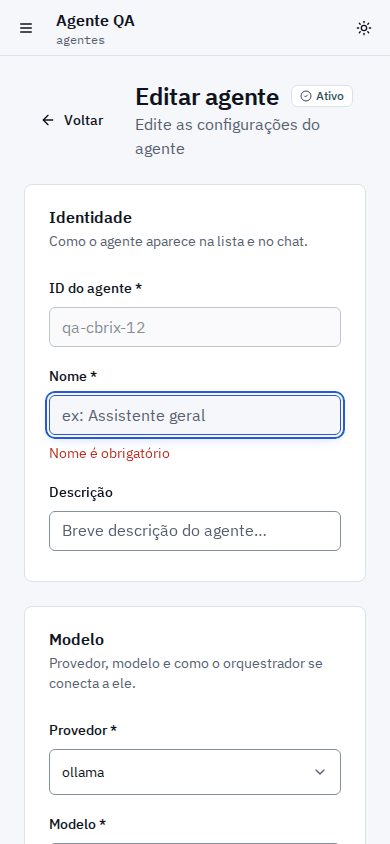 Agente QA
agentes
Voltar
Editar agente
Ativo
Edite as configurações do
agente
Identidade
Como o agente aparece na lista e no chat.
ID do agente *
qa-cbrix-12
Nome *
ex: Assistente geral
Nome é obrigatório
Descrição
Breve descrição do agente...
Modelo
Provedor, modelo e como o orquestrador se
conecta a ele.
Provedor *
ollama
Modelo *